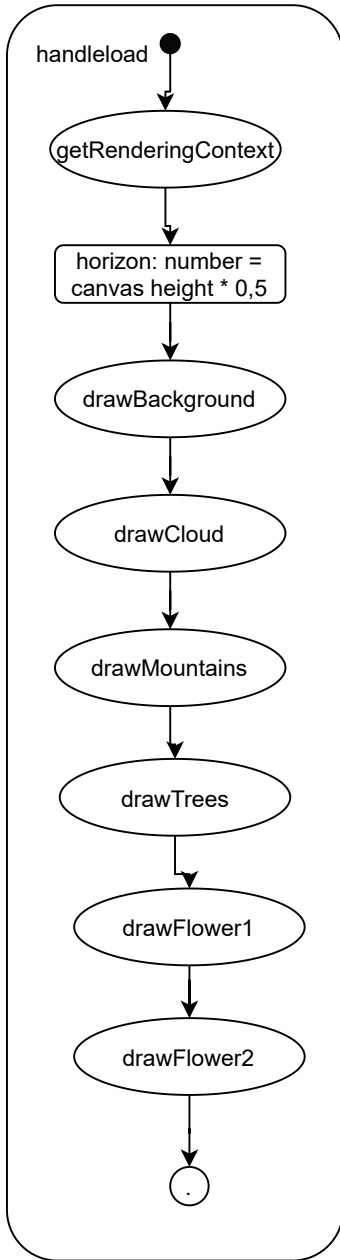 handleload
getRenderingContext
horizon: number =
canvas height * 0,5
drawBackground
drawCloud
drawMountains
drawTrees
drawFlower1
drawFlower2
.